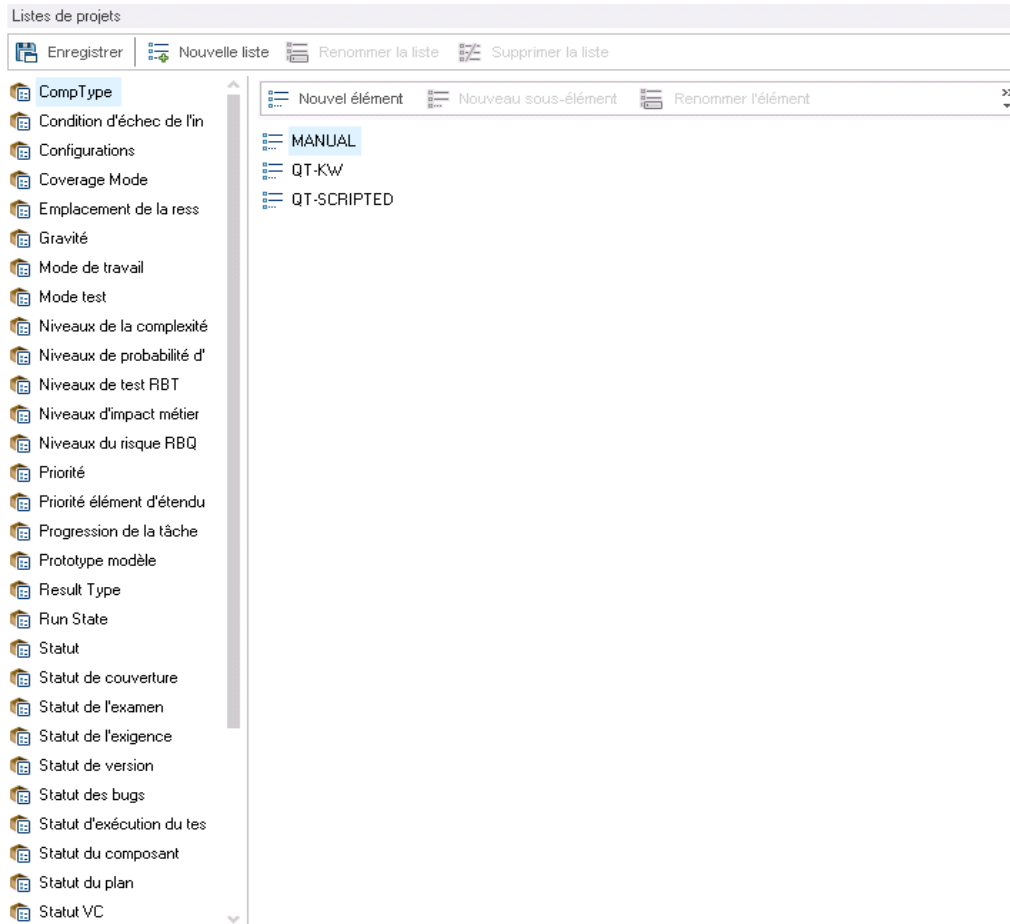 Listes de projets
Enregistrer Nouvelle liste Renommer la liste Supprimer la liste
CompType
Condition d'échec de l'in
Configurations
Coverage Mode
Emplacement de la ress
Gravité
Mode de travail
Mode test
Niveaux de la complexité
Niveaux de probabilité d'
Niveaux de test RBT
Niveaux d'impact métier
Niveaux du risque RBQ
Priorité
Priorité élément d'étendu
Progression de la tâche
Prototype modèle
Result Type
Run State
Statut
Statut de couverture
Statut de l'examen
Statut de l'exigence
Statut de version
Statut des bugs
Statut d'exécution du tes
Statut du composant
Statut du plan
Statut VC
Nouvel élément Nouveau sous-élément Renommer l'élément
MANUAL
QT-KW
QT-SCRIPTED